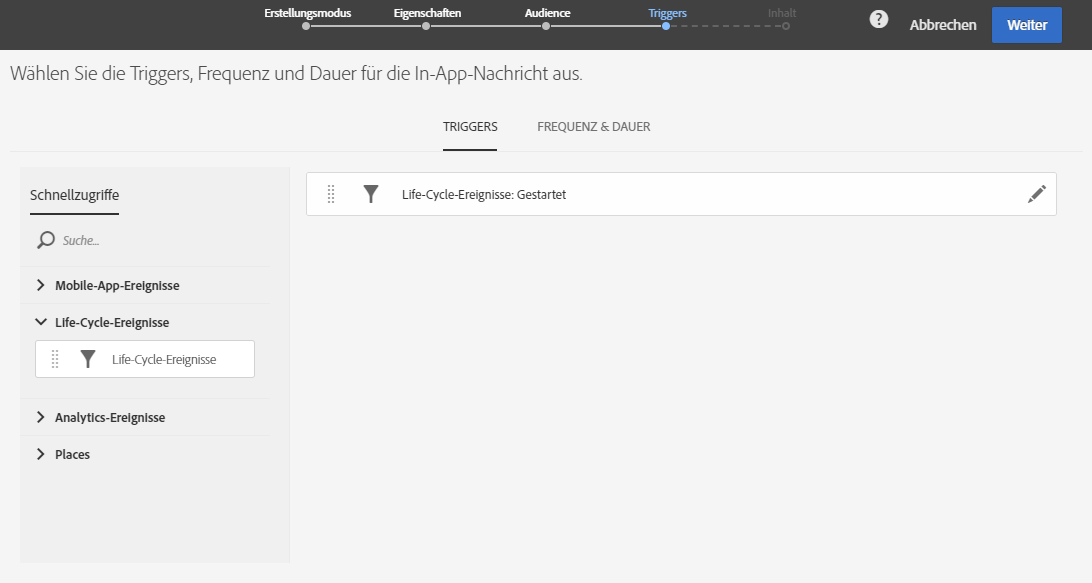 Erstellungsmodus Eigenschaften Audience Triggers Inhalt
? Abbrechen Weiter
Wählen Sie die Triggers, Frequenz und Dauer für die In-App-Nachricht aus.
TRIGGERS FREQUENZ & DAUER
Schnellzugriffe
Suche...
Mobile-App-Ereignisse
Life-Cycle-Ereignisse
Life-Cycle-Ereignisse
Analytics-Ereignisse
Places
Life-Cycle-Ereignisse: Gestartet